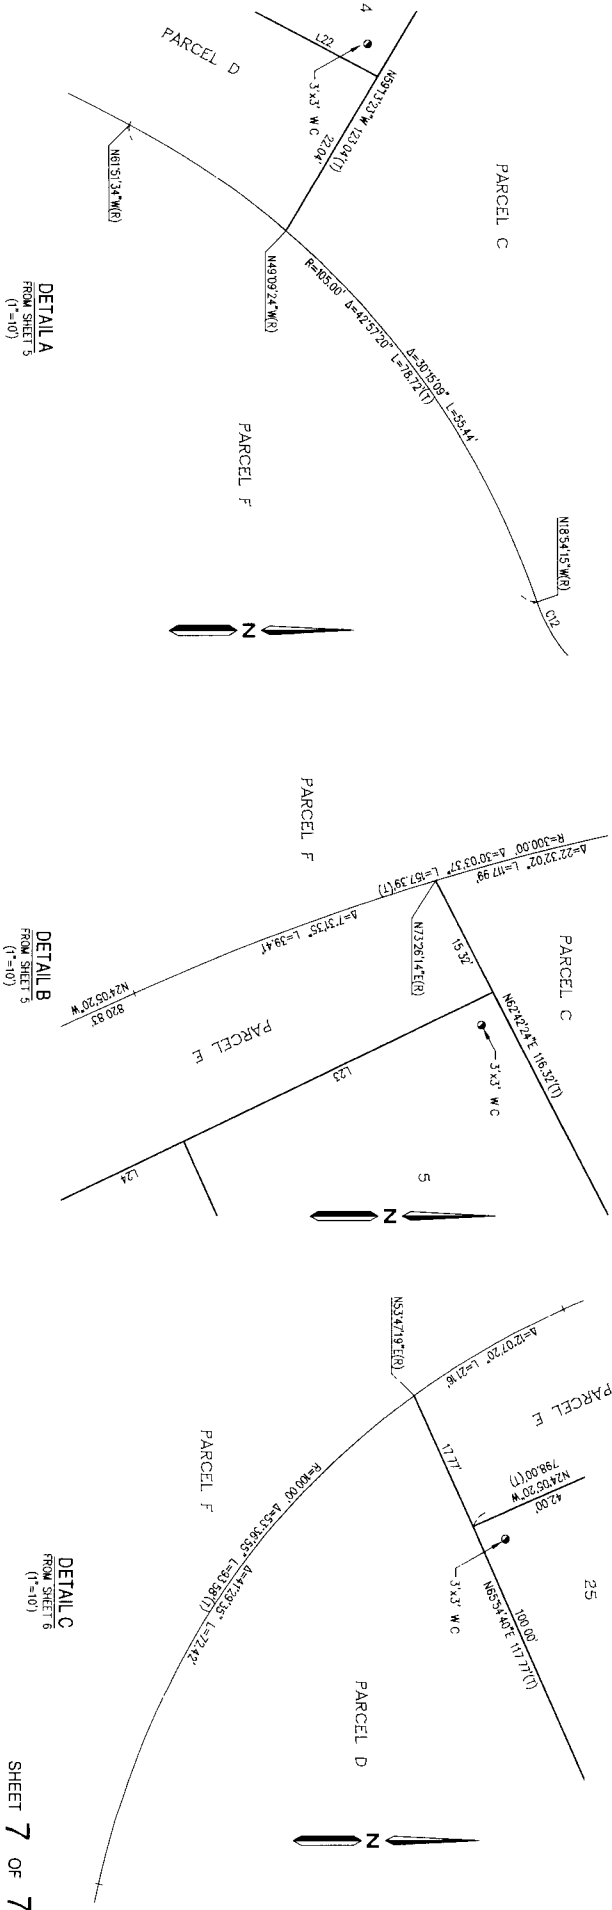 4
L22
PARCEL D
3'x3' W C
N59°13'23"W 123.04'(T)
22.04'
PARCEL C
N61°51'34"W(R)
N49°09'24"W(R)
R=105.00' Δ=42°57'20" L=78.72'(T)
Δ=30°15'09" L=55.44'
N18°54'15"W(R)
C12
PARCEL F
N
DETAIL A
FROM SHEET 5
(1"=10')
PARCEL F
Δ=22°32'02" L=117.99'
R=300.00' Δ=30°03'37" L=157.39'(T)
Δ=7°31'35" L=39.41'
N73°26'14"E(R)
15.32'
N62°42'24"E 116.32'(T)
PARCEL C
3'x3' W C
PARCEL E
N24°05'20"W
820.83'
L23
L24
5
N
DETAIL B
FROM SHEET 5
(1"=10')
N53°47'19"E(R)
Δ=12°07'20" L=21.16'
PARCEL E
17.77'
42.00'
N24°05'20"W
798.00'(T)
3'x3' W C
100.00'
N65°54'40"E 117.77'(T)
25
PARCEL F
R=100.00' Δ=53°36'55" L=93.58'(T)
Δ=41°29'35" L=72.42'
PARCEL D
N
DETAIL C
FROM SHEET 6
(1"=10')
SHEET 7 OF 7